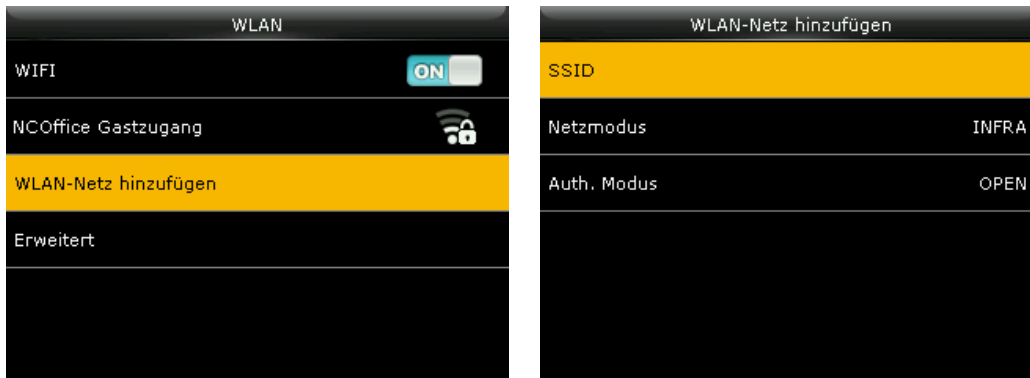 WLAN
WIFI
ON
NCOffice Gastzugang
WLAN-Netz hinzufügen
Erweitert
WLAN-Netz hinzufügen
SSID
Netzmodus INFRA
Auth. Modus OPEN